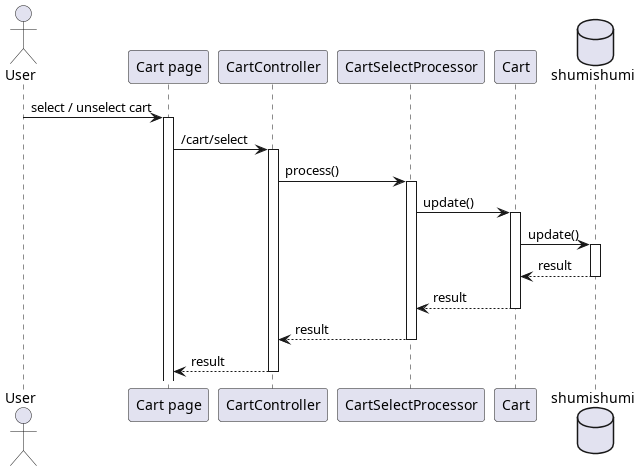 User
Cart page
CartController
CartSelectProcessor
Cart
shumishumi
select / unselect cart
/cart/select
process()
update()
update()
result
result
result
result
User
Cart page
CartController
CartSelectProcessor
Cart
shumishumi